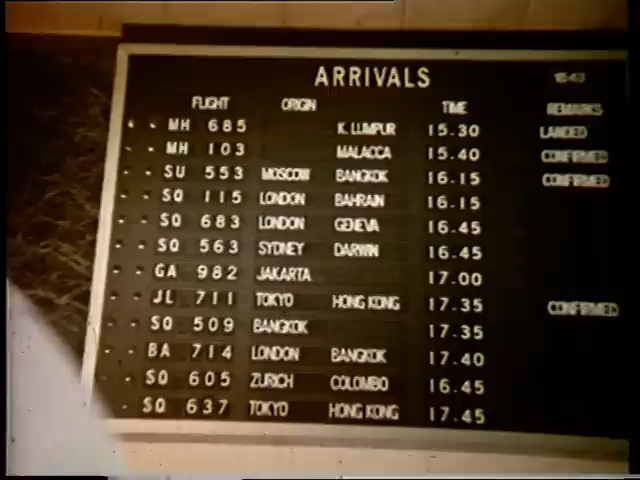 ARRIVALS 1543
FLIGHT ORIGIN TIME REMARKS
MH 685 K.LUMPUR 15.30 LANDED
MH 103 MALACCA 15.40 CONFIRMED
SU 553 MOSCOW BANGKOK 16.15 CONFIRMED
SQ 115 LONDON BAHRAIN 16.15
SQ 683 LONDON GENEVA 16.45
SQ 563 SYDNEY DARWIN 16.45
GA 982 JAKARTA 17.00
JL 711 TOKYO HONG KONG 17.35 CONFIRMED
SQ 509 BANGKOK 17.35
BA 714 LONDON BANGKOK 17.40
SQ 605 ZURICH COLOMBO 16.45
SQ 637 TOKYO HONG KONG 17.45